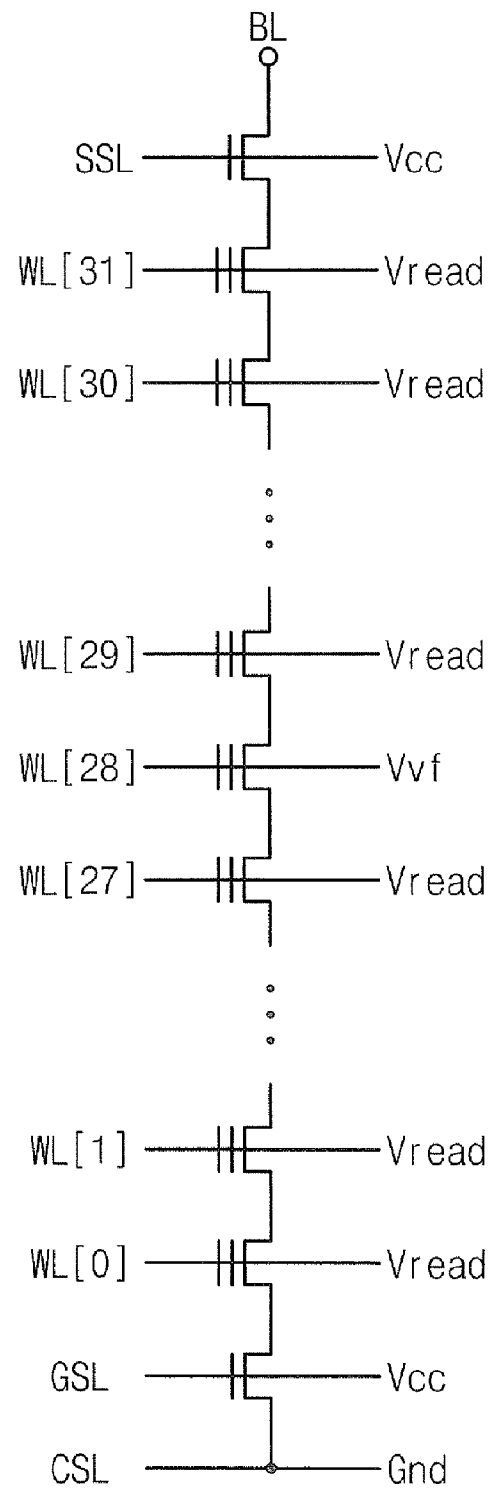 BL
SSL Vcc
WL[31] Vread
WL[30] Vread
WL[29] Vread
WL[28] Vvf
WL[27] Vread
WL[1] Vread
WL[0] Vread
GSL Vcc
CSL Gnd